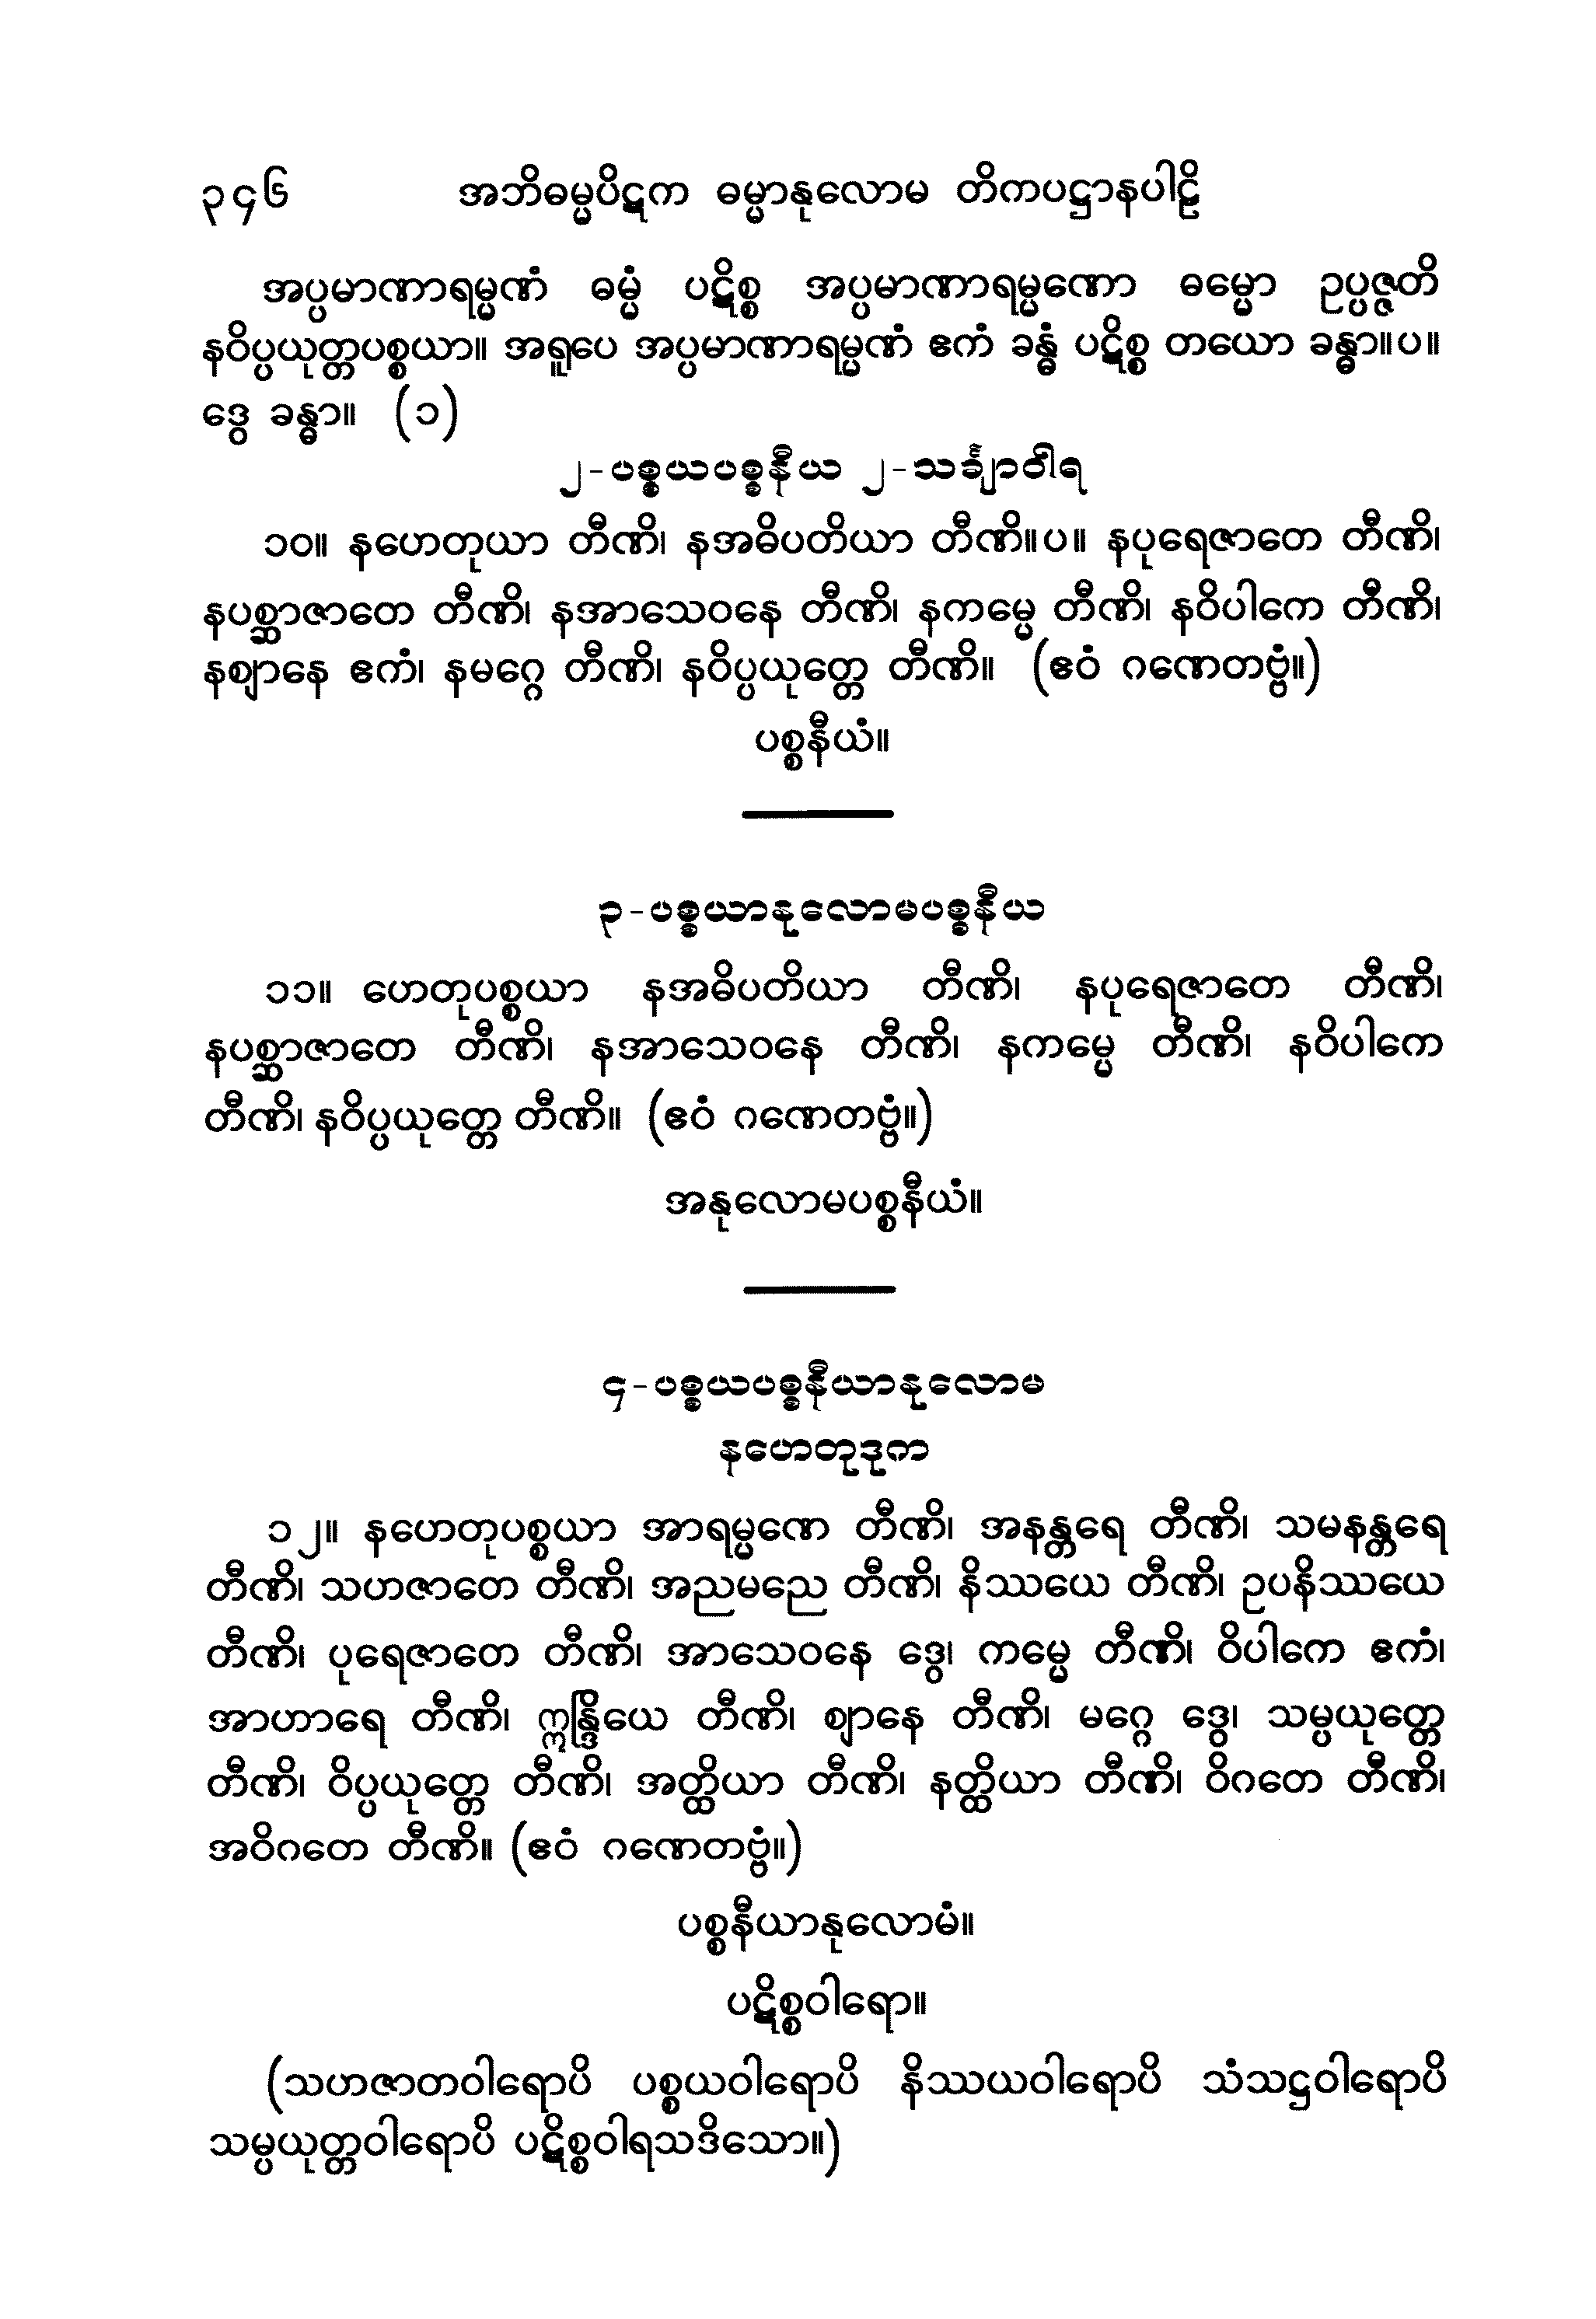 ၃၄၆ အဘိဓမ္မပိဋက ဓမ္မာနုလောမ တိကပဋ္ဌာနပါဠိ
အပ္ပမာဏာရမ္မဏံ ဓမ္မံ ပဋိစ္စ အပ္ပမာဏာရမ္မဏော ဓမ္မော ဥပ္ပဇ္ဇတိ
နဝိပ္ပယုတ္တပစ္စယာ။ အရူပေ အပ္ပမာဏာရမ္မဏံ ဧကံ ခန္ဓံ ပဋိစ္စ တယော ခန္ဓာ။ပ။
ဒွေ ခန္ဓာ။ (၁)
၂-ပစ္စယပစ္စနီယ ၂-သင်္ချာဝါရ
၁၀။ နဟေတုယာ တီဏိ၊ နအဓိပတိယာ တီဏိ။ပ။ နပုရေဇာတေ တီဏိ၊
နပစ္ဆာဇာတေ တီဏိ၊ နအာသေဝနေ တီဏိ၊ နကမ္မေ တီဏိ၊ နဝိပါကေ တီဏိ၊
နဈာနေ ဧကံ၊ နမဂ္ဂေ တီဏိ၊ နဝိပ္ပယုတ္တေ တီဏိ။ (ဧဝံ ဂဏေတဗ္ဗံ။)
ပစ္စနီယံ။
၃-ပစ္စယာနုလောမပစ္စနီယ
၁၁။ ဟေတုပစ္စယာ နအဓိပတိယာ တီဏိ၊ နပုရေဇာတေ တီဏိ၊
နပစ္ဆာဇာတေ တီဏိ၊ နအာသေဝနေ တီဏိ၊ နကမ္မေ တီဏိ၊ နဝိပါကေ
တီဏိ၊ နဝိပ္ပယုတ္တေ တီဏိ။ (ဧဝံ ဂဏေတဗ္ဗံ။)
အနုလောမပစ္စနီယံ။
၄-ပစ္စယပစ္စနီယာနုလောမ
နဟေတုဒုက
၁၂။ နဟေတုပစ္စယာ အာရမ္မဏေ တီဏိ၊ အနန္တရေ တီဏိ၊ သမနန္တရေ
တီဏိ၊ သဟဇာတေ တီဏိ၊ အညမညေ တီဏိ၊ နိဿယေ တီဏိ၊ ဥပနိဿယေ
တီဏိ၊ ပုရေဇာတေ တီဏိ၊ အာသေဝနေ ဒွေ၊ ကမ္မေ တီဏိ၊ ဝိပါကေ ဧကံ၊
အာဟာရေ တီဏိ၊ ဣန္ဒြိယေ တီဏိ၊ ဈာနေ တီဏိ၊ မဂ္ဂေ ဒွေ၊ သမ္ပယုတ္တေ
တီဏိ၊ ဝိပ္ပယုတ္တေ တီဏိ၊ အတ္ထိယာ တီဏိ၊ နတ္ထိယာ တီဏိ၊ ဝိဂတေ တီဏိ၊
အဝိဂတေ တီဏိ။ (ဧဝံ ဂဏေတဗ္ဗံ။)
ပစ္စနီယာနုလောမံ။
ပဋိစ္စဝါရော။
(သဟဇာတဝါရောပိ ပစ္စယဝါရောပိ နိဿယဝါရောပိ သံသဋ္ဌဝါရောပိ
သမ္ပယုတ္တဝါရောပိ ပဋိစ္စဝါရသဒိသော။)